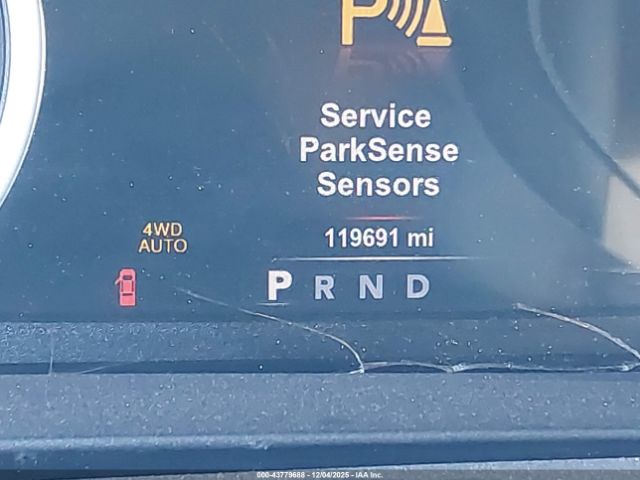 P
Service
ParkSense
Sensors
4WD
AUTO
119691 mi
P R N D
000-43779688 - 12/04/2025 - IAA Inc.